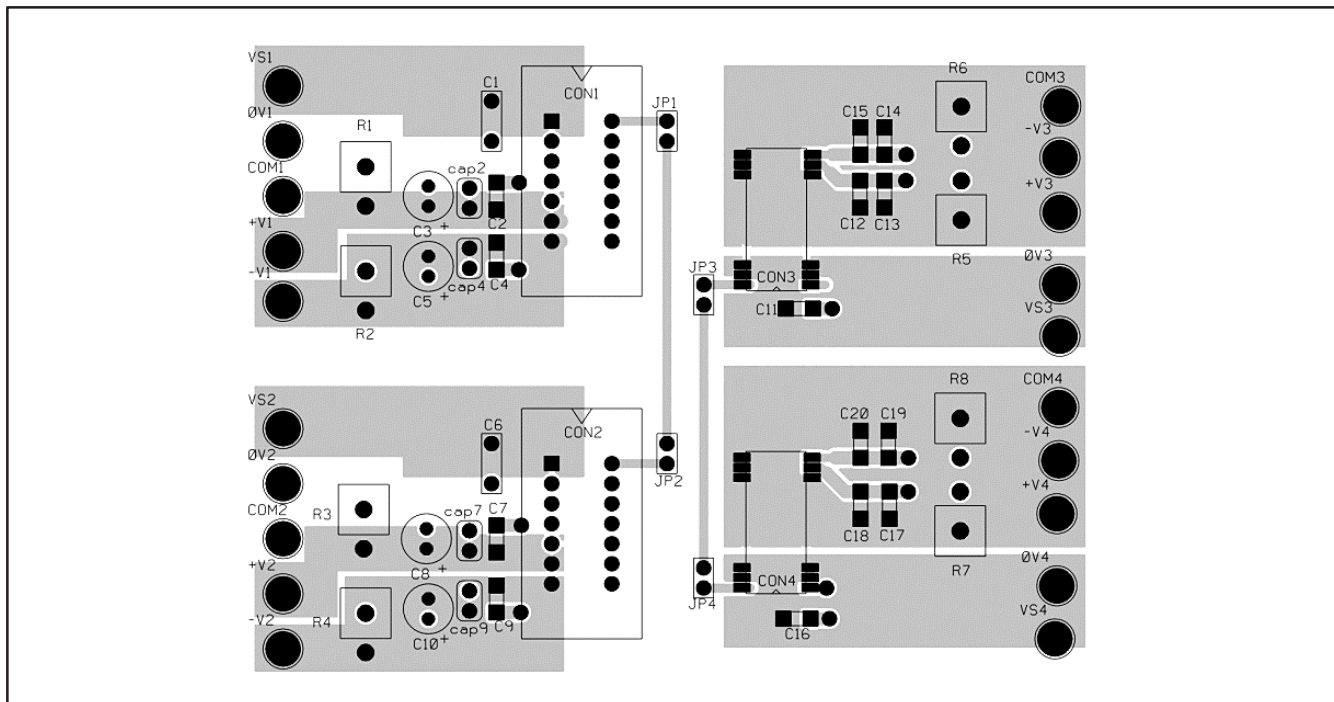 VS1
ØV1
COM1
+V1
-V1
R1
R2
C1
CON1
JP1
cap2
C2
C3
+
cap4
C4
C5
+
VS2
ØV2
COM2
+V2
-V2
R3
R4
C6
CON2
JP2
cap7
C7
C8
+
cap9
C9
C10
+
R6
COM3
-V3
+V3
C15 C14
C12 C13
R5
ØV3
VS3
JP3
CON3
C11
R8
COM4
-V4
+V4
C20 C19
C18 C17
R7
ØV4
VS4
JP4
CON4
C16